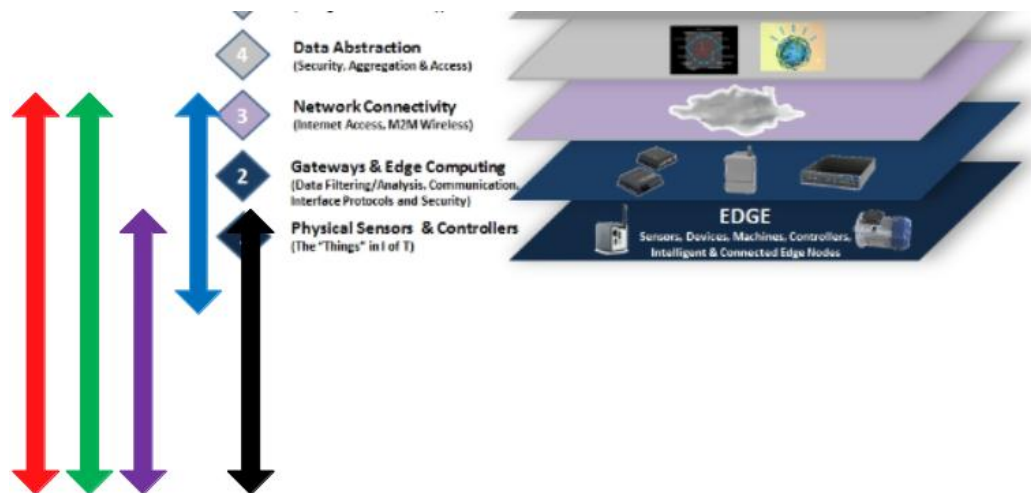 4
Data Abstraction
(Security, Aggregation & Access)
3
Network Connectivity
(Internet Access, M2M Wireless)
2
Gateways & Edge Computing
(Data Filtering/Analysis, Communication,
Interface Protocols and Security)
Physical Sensors & Controllers
(The "Things" in I of T)
EDGE
Sensors, Devices, Machines, Controllers,
Intelligent & Connected Edge Nodes